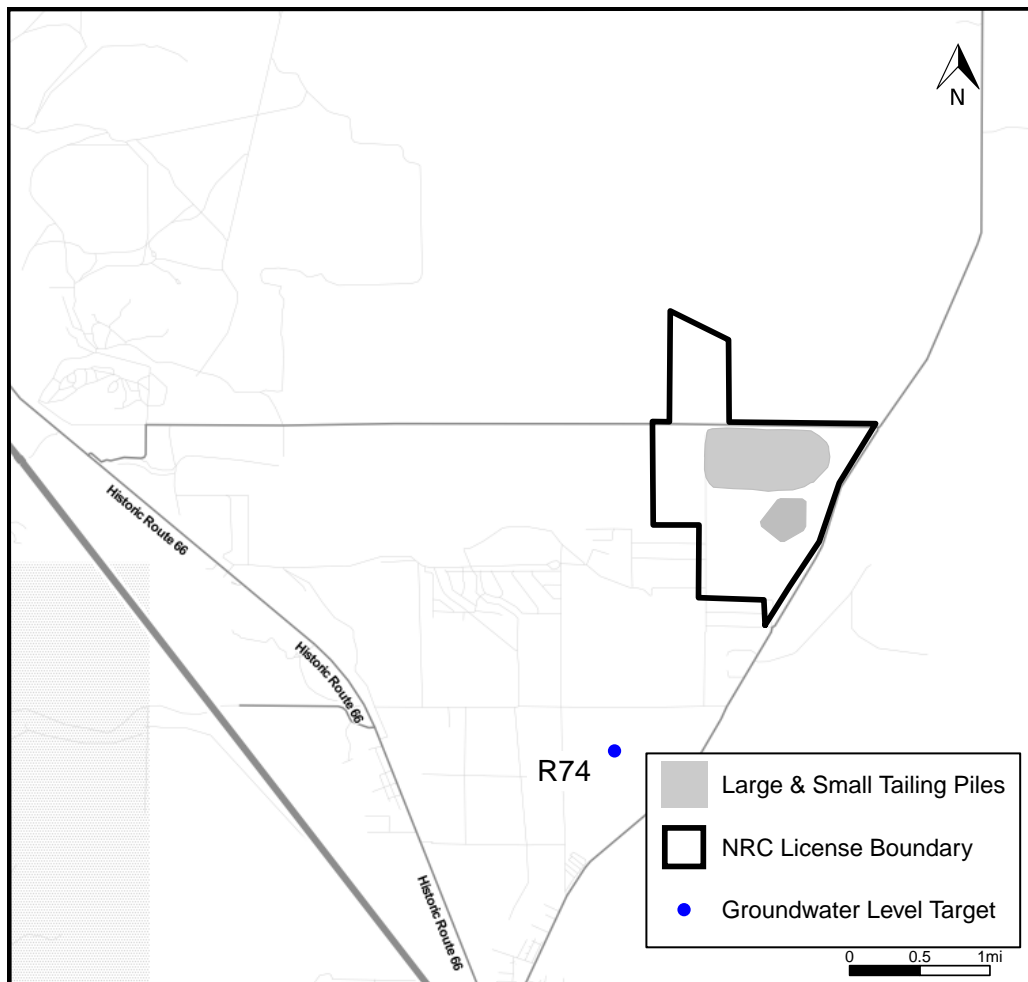 N
Historic Route 66
Historic Route 66
R74
Large & Small Tailing Piles
NRC License Boundary
Historic Route 66
Groundwater Level Target
0 0.5 1mi